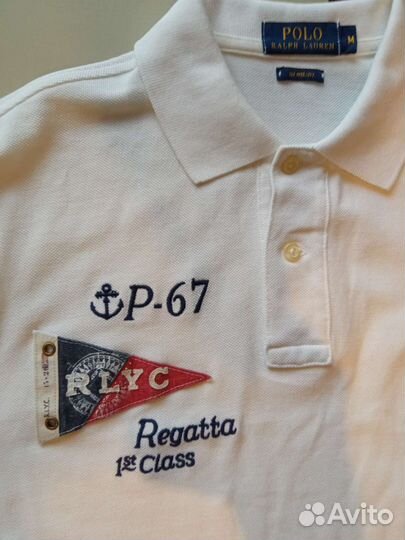 POLO
RALPH LAUREN
M
P-67
RLYC
R.L.Y.C.
Regatta
1st Class
Avito